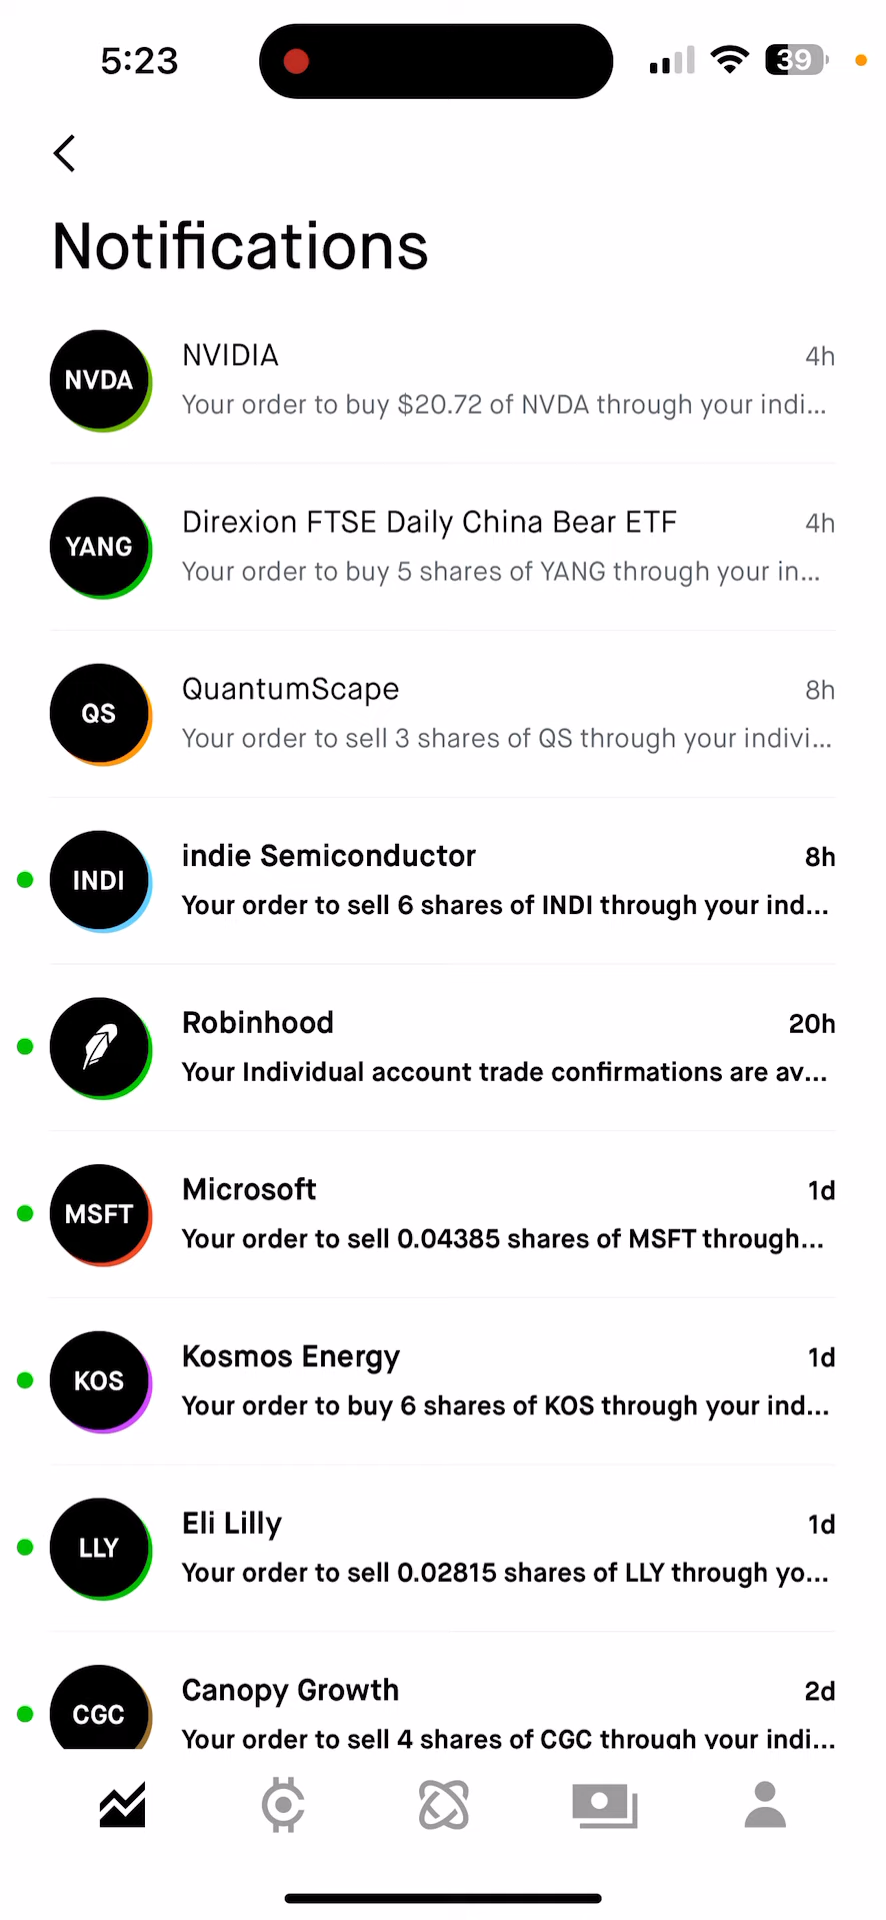 5:23
39
Notifications
NVDA
NVIDIA
4h
Your order to buy $20.72 of NVDA through your indi...
YANG
Direxion FTSE Daily China Bear ETF
4h
Your order to buy 5 shares of YANG through your in...
QS
QuantumScape
8h
Your order to sell 3 shares of QS through your indivi...
INDI
indie Semiconductor
8h
Your order to sell 6 shares of INDI through your ind...
Robinhood
20h
Your Individual account trade confirmations are av...
MSFT
Microsoft
1d
Your order to sell 0.04385 shares of MSFT through...
KOS
Kosmos Energy
1d
Your order to buy 6 shares of KOS through your ind...
LLY
Eli Lilly
1d
Your order to sell 0.02815 shares of LLY through yo...
CGC
Canopy Growth
2d
Your order to sell 4 shares of CGC through your indi...